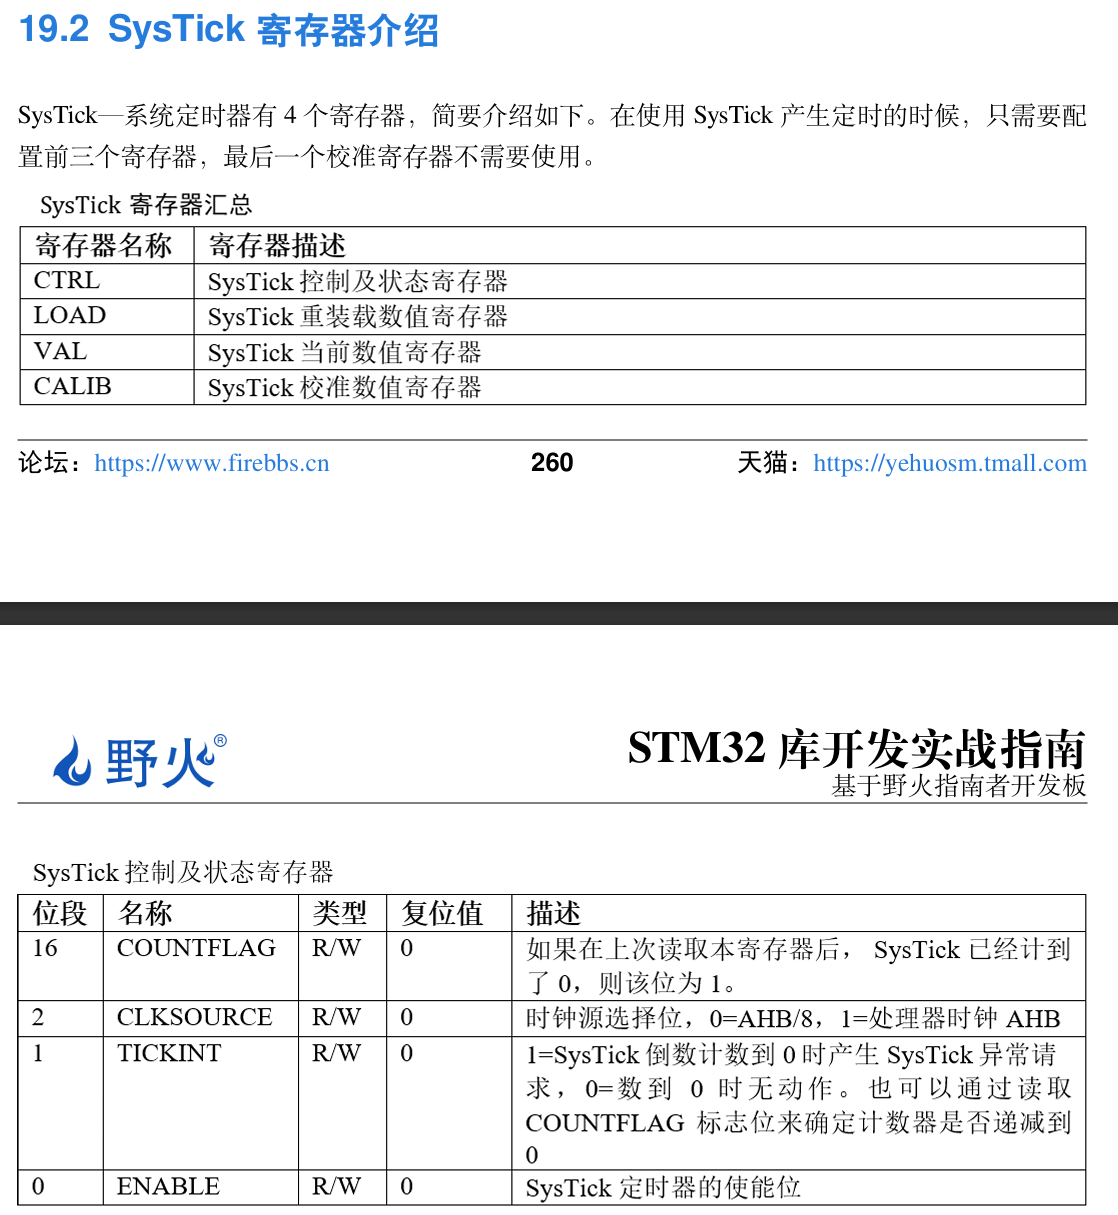 19.2 SysTick 寄存器介绍
SysTick—系统定时器有 4 个寄存器，简要介绍如下。在使用 SysTick 产生定时的时候，只需要配
置前三个寄存器，最后一个校准寄存器不需要使用。
SysTick 寄存器汇总
寄存器名称 寄存器描述
CTRL SysTick 控制及状态寄存器
LOAD SysTick 重装载数值寄存器
VAL SysTick 当前数值寄存器
CALIB SysTick 校准数值寄存器
论坛：https://www.firebbs.cn 260 天猫：https://yehuosm.tmall.com
野火® STM32 库开发实战指南
基于野火指南者开发板
SysTick 控制及状态寄存器
位段 名称 类型 复位值 描述
16 COUNTFLAG R/W 0 如果在上次读取本寄存器后， SysTick 已经计到
了 0，则该位为 1。
2 CLKSOURCE R/W 0 时钟源选择位，0=AHB/8，1=处理器时钟 AHB
1 TICKINT R/W 0 1=SysTick 倒数计数到 0 时产生 SysTick 异常请
求，0=数到 0 时无动作。也可以通过读取
COUNTFLAG 标志位来确定计数器是否递减到
0
0 ENABLE R/W 0 SysTick 定时器的使能位